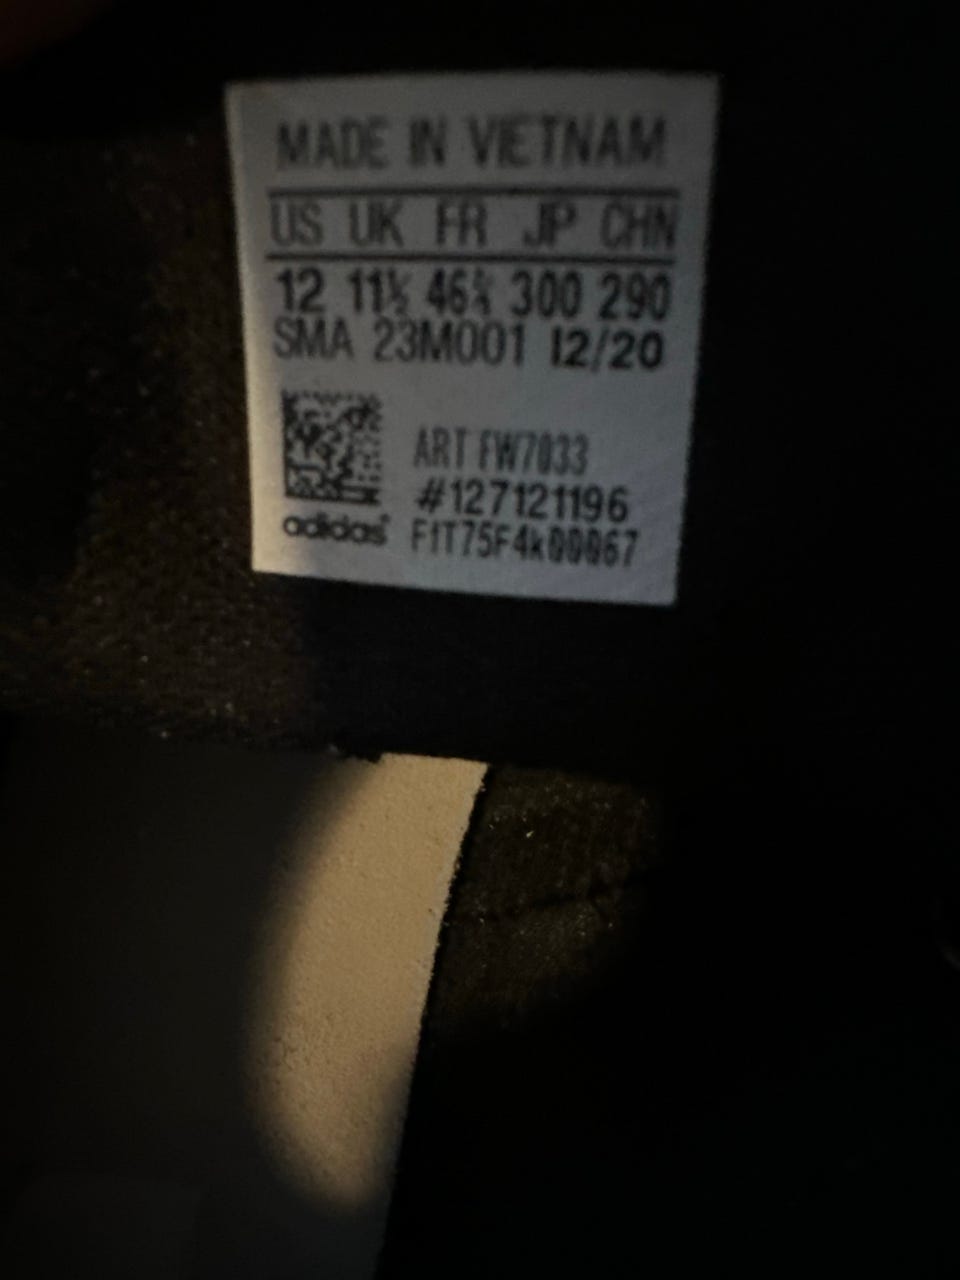 MADE IN VIETNAM
US UK FR JP CHN
12 11½ 46⅔ 300 290
SMA 23M001 12/20
ART FW7033
#127121196
adidas F1T75F4k00067